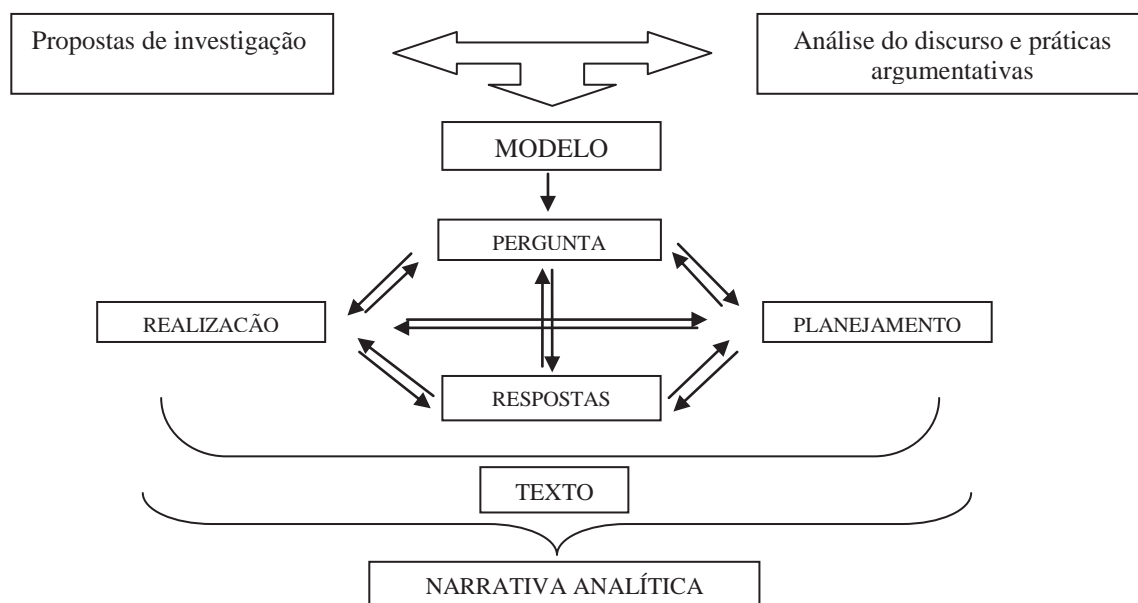 Propostas de investigação
Análise do discurso e práticas
argumentativas
MODELO
PERGUNTA
REALIZACÃO
PLANEJAMENTO
RESPOSTAS
TEXTO
NARRATIVA ANALÍTICA